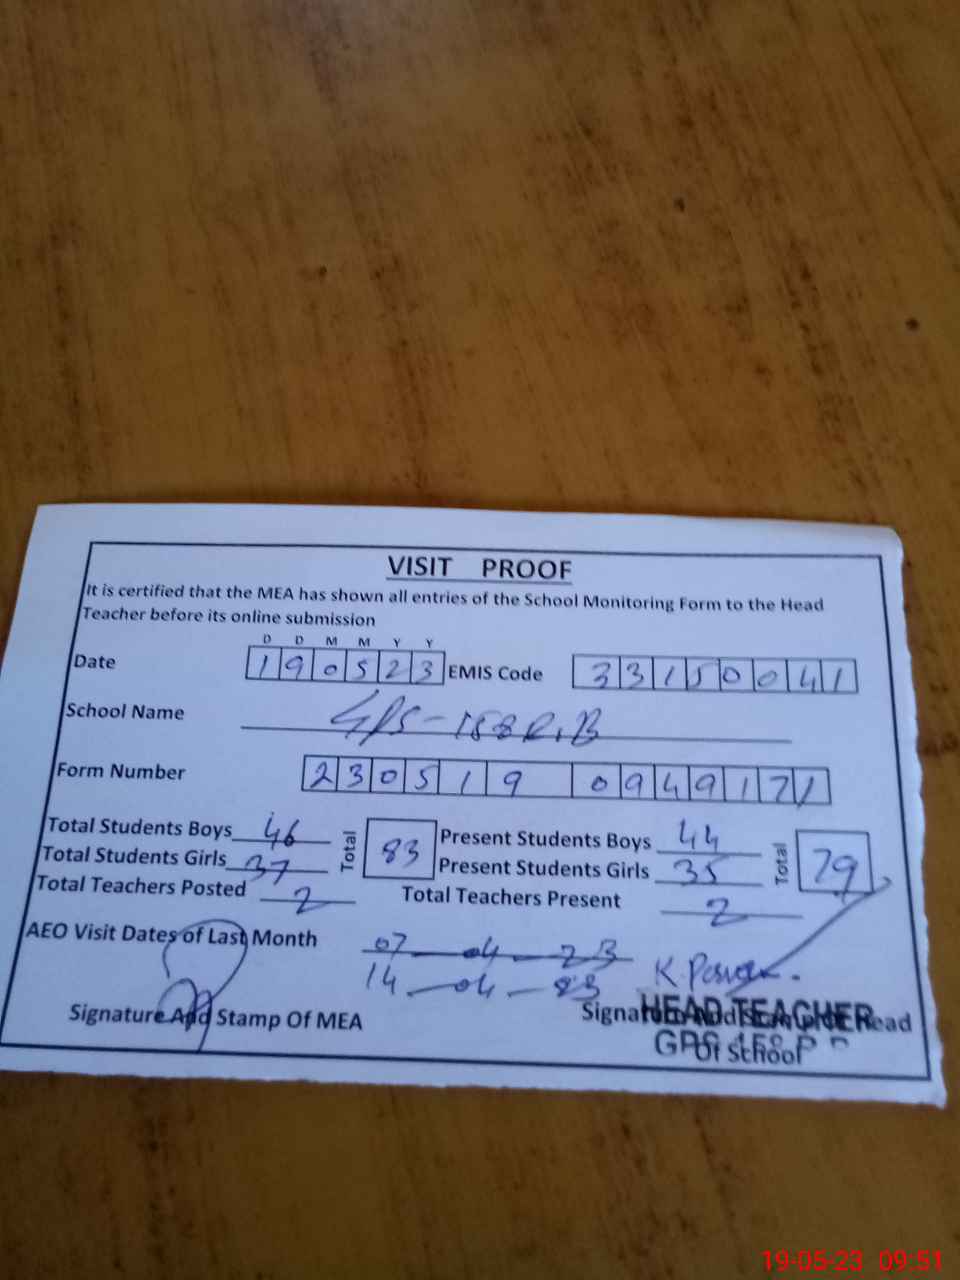 VISIT PROOF
It is certified that the MEA has shown all entries of the School Monitoring Form to the Head
Teacher before its online submission
D D M M Y Y
Date 1 9 0 5 2 3 EMIS Code 3 3 1 5 0 0 4 1
School Name GPS-158 R.B
Form Number 2 3 0 5 1 9 0 9 4 9 1 7 1
Total Students Boys 46 Total 83 Present Students Boys 44 Total 79
Total Students Girls 37 Present Students Girls 35
Total Teachers Posted 2 Total Teachers Present 2
AEO Visit Dates of Last Month 07-04-23
14-04-23
K.
Signature And Stamp Of MEA Head
Of School
HEAD TEACHER
GPS 158
19-05-23 09:51